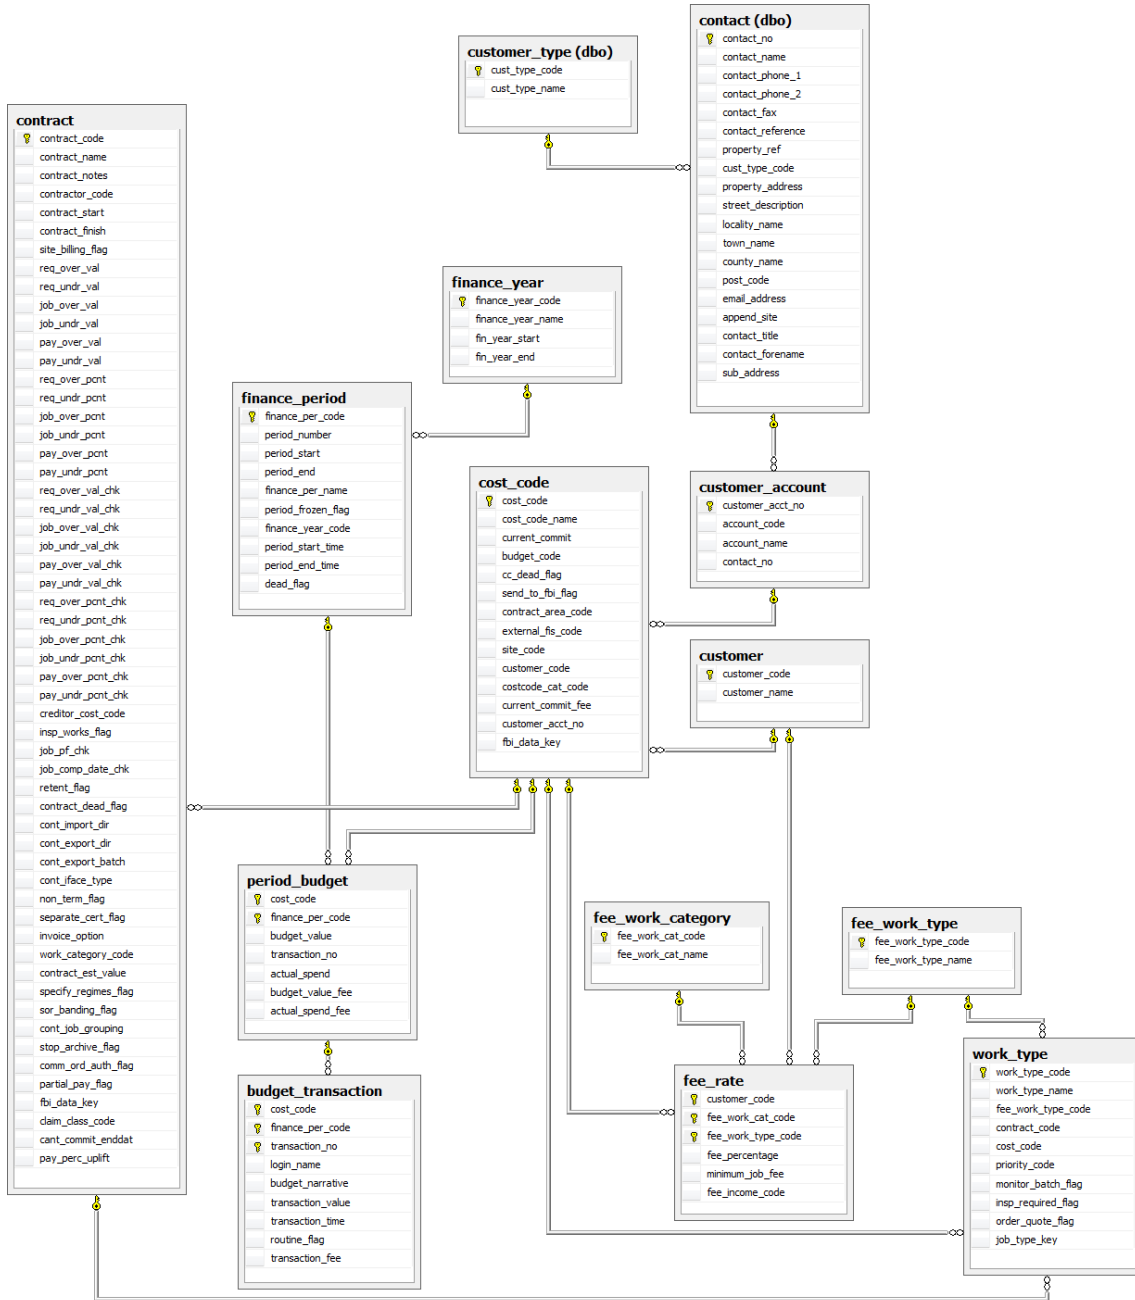 contact (dbo)
contact_no
contact_name
contact_phone_1
contact_phone_2
contact_fax
contact_reference
property_ref
cust_type_code
property_address
street_description
locality_name
town_name
county_name
post_code
email_address
append_site
contact_title
contact_forename
sub_address
customer_type (dbo)
cust_type_code
cust_type_name
contract
contract_code
contract_name
contract_notes
contractor_code
contract_start
contract_finish
site_billing_flag
req_over_val
req_undr_val
job_over_val
job_undr_val
pay_over_val
pay_undr_val
req_over_pcnt
req_undr_pcnt
job_over_pcnt
job_undr_pcnt
pay_over_pcnt
pay_undr_pcnt
req_over_val_chk
req_undr_val_chk
job_over_val_chk
job_undr_val_chk
pay_over_val_chk
pay_undr_val_chk
req_over_pcnt_chk
req_undr_pcnt_chk
job_over_pcnt_chk
job_undr_pcnt_chk
pay_over_pcnt_chk
pay_undr_pcnt_chk
creditor_cost_code
insp_works_flag
job_pf_chk
job_comp_date_chk
retent_flag
contract_dead_flag
cont_import_dir
cont_export_dir
cont_export_batch
cont_iface_type
non_term_flag
separate_cert_flag
invoice_option
work_category_code
contract_est_value
specify_regimes_flag
sor_banding_flag
cont_job_grouping
stop_archive_flag
comm_ord_auth_flag
partial_pay_flag
fbi_data_key
claim_class_code
cant_commit_enddat
pay_perc_uplift
finance_year
finance_year_code
finance_year_name
fin_year_start
fin_year_end
finance_period
finance_per_code
period_number
period_start
period_end
finance_per_name
period_frozen_flag
finance_year_code
period_start_time
period_end_time
dead_flag
cost_code
cost_code
cost_code_name
current_commit
budget_code
cc_dead_flag
send_to_fbi_flag
contract_area_code
external_fis_code
site_code
customer_code
costcode_cat_code
current_commit_fee
customer_acct_no
fbi_data_key
customer_account
customer_acct_no
account_code
account_name
contact_no
customer
customer_code
customer_name
period_budget
cost_code
finance_per_code
budget_value
transaction_no
actual_spend
budget_value_fee
actual_spend_fee
fee_work_category
fee_work_cat_code
fee_work_cat_name
fee_work_type
fee_work_type_code
fee_work_type_name
budget_transaction
cost_code
finance_per_code
transaction_no
login_name
budget_narrative
transaction_value
transaction_time
routine_flag
transaction_fee
fee_rate
customer_code
fee_work_cat_code
fee_work_type_code
fee_percentage
minimum_job_fee
fee_income_code
work_type
work_type_code
work_type_name
fee_work_type_code
contract_code
cost_code
priority_code
monitor_batch_flag
insp_required_flag
order_quote_flag
job_type_key